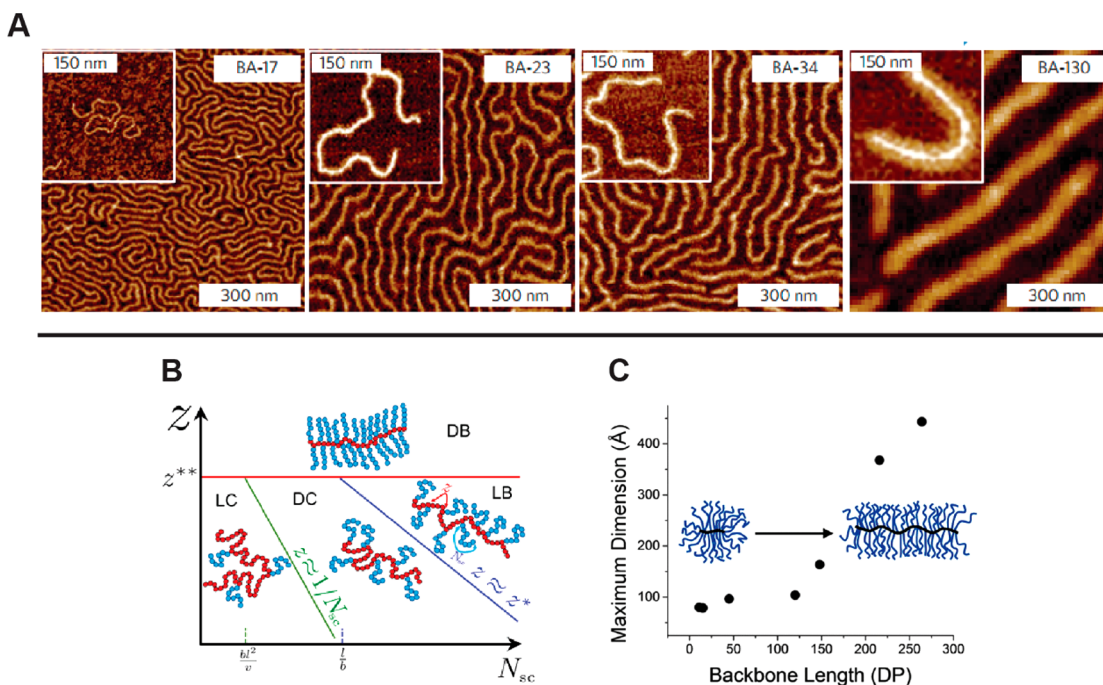 A
150 nm
BA-17
300 nm
150 nm
BA-23
300 nm
150 nm
BA-34
300 nm
150 nm
BA-130
300 nm
B
z
z**
LC
DC
DB
LB
z≈1/N_sc
z ≈ z*
bl²/v
l/b
N_sc
C
Maximum Dimension (Å)
400
300
200
100
0
50
100
150
200
250
300
Backbone Length (DP)